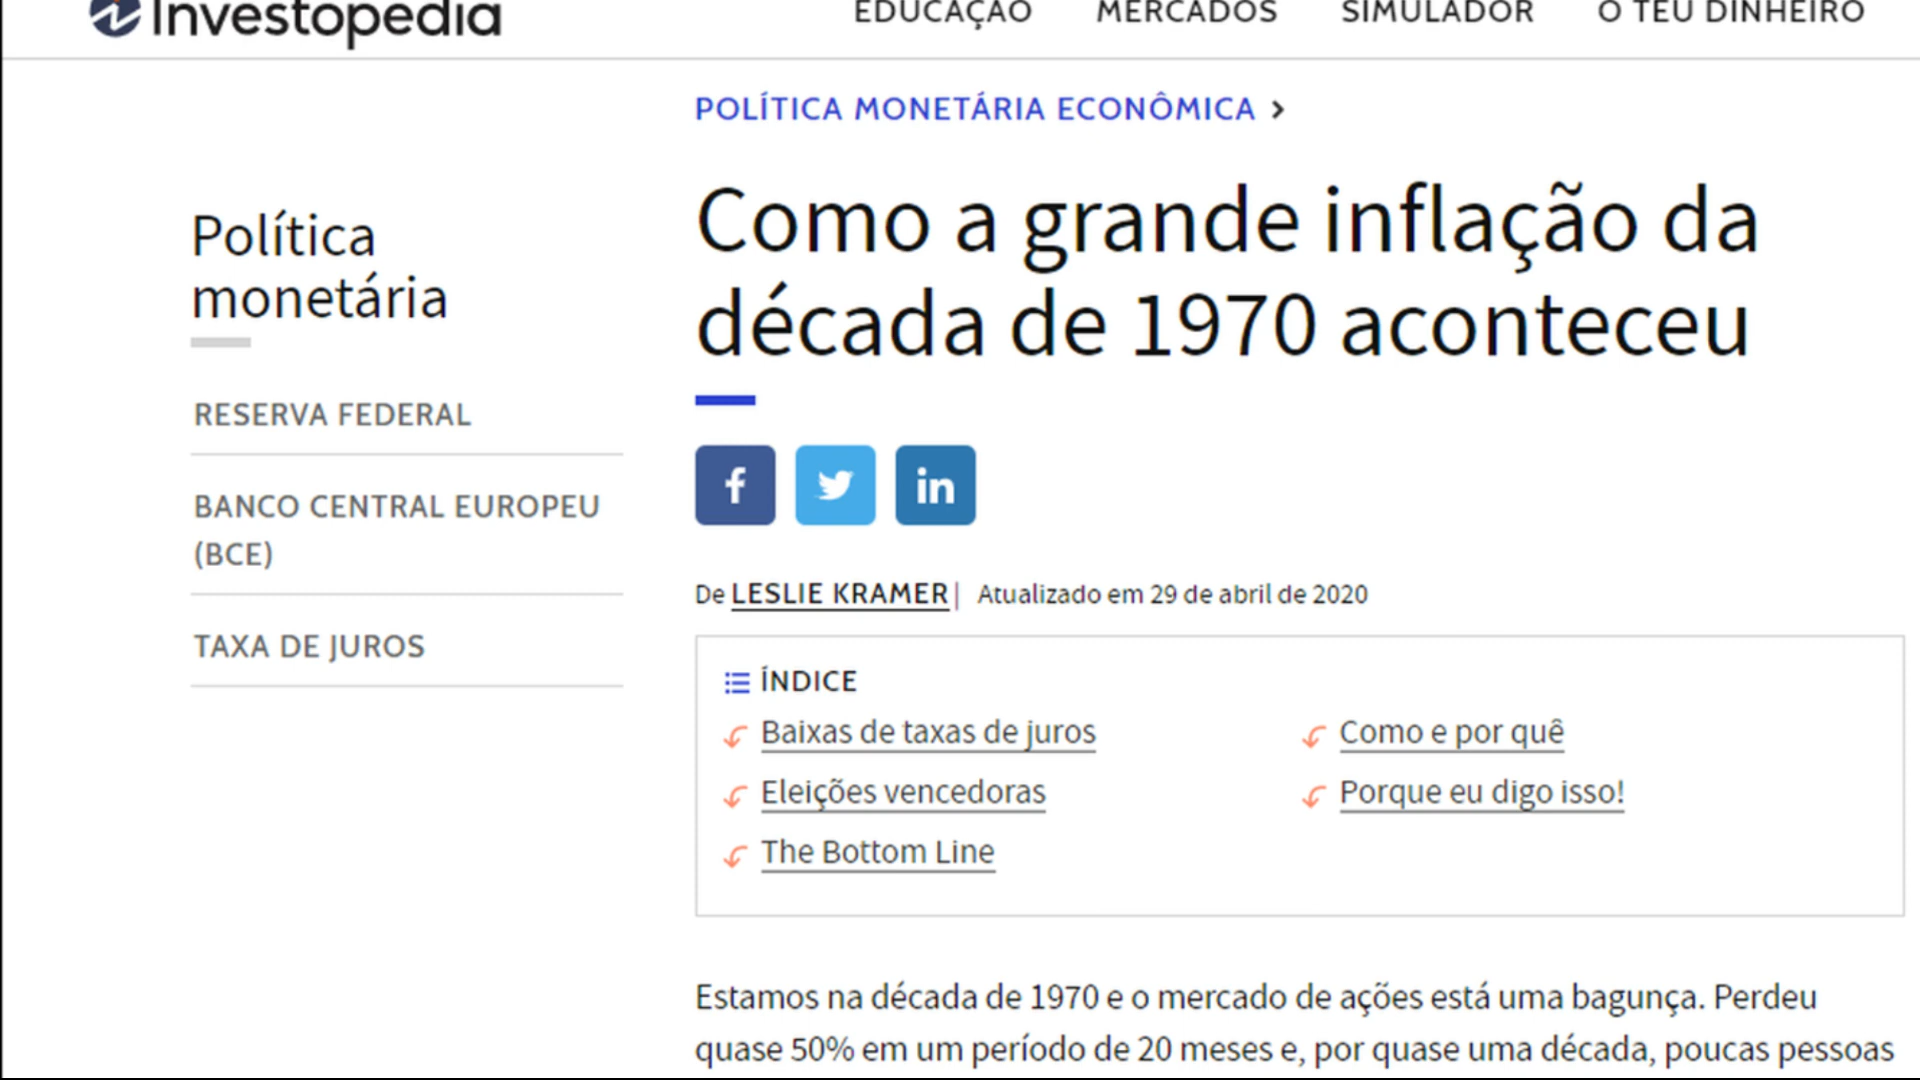 Investopedia
EDUCAÇÃO MERCADOS SIMULADOR O TEU DINHEIRO
POLÍTICA MONETÁRIA ECONÔMICA
Política
monetária
RESERVA FEDERAL
BANCO CENTRAL EUROPEU
(BCE)
TAXA DE JUROS
Como a grande inflação da
década de 1970 aconteceu
De LESLIE KRAMER | Atualizado em 29 de abril de 2020
ÍNDICE
Baixas de taxas de juros
Como e por quê
Eleições vencedoras
Porque eu digo isso!
The Bottom Line
Estamos na década de 1970 e o mercado de ações está uma bagunça. Perdeu
quase 50% em um período de 20 meses e, por quase uma década, poucas pessoas